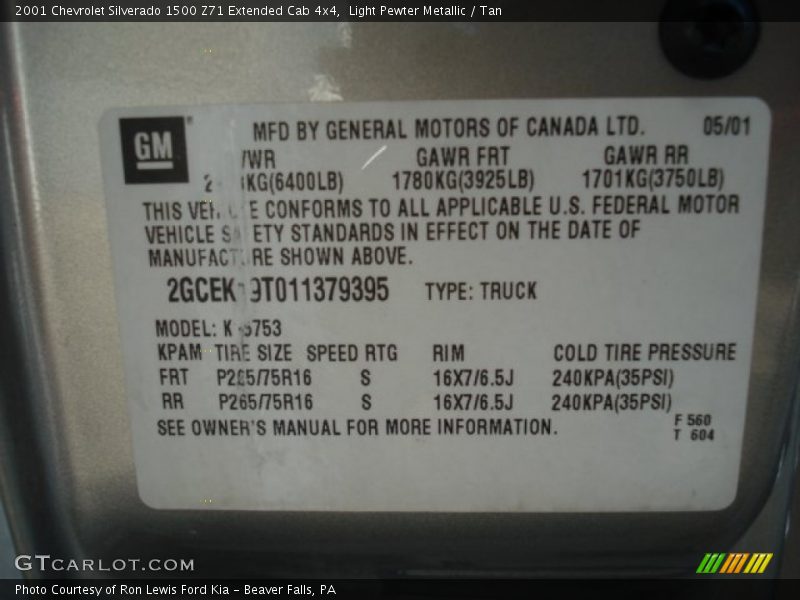 2001 Chevrolet Silverado 1500 Z71 Extended Cab 4x4,  Light Pewter Metallic / Tan
GM
MFD BY GENERAL MOTORS OF CANADA LTD. 05/01
GAWR FRT GAWR RR
KG(6400LB) 1780KG(3925LB) 1701KG(3750LB)
THIS CONFORMS TO ALL APPLICABLE U.S. FEDERAL MOTOR
VEHICLE STANDARDS IN EFFECT ON THE DATE OF
SHOWN ABOVE.
TYPE: TRUCK
MODEL:
KPAM TIRE SIZE SPEED RTG RIM COLD TIRE PRESSURE
FRT P265/75R16 S 16X7/6.5J 240KPA(35PSI)
RR P265/75R16 S 16X7/6.5J 240KPA(35PSI)
SEE OWNER'S MANUAL FOR MORE INFORMATION.
F 560
T 604
GTCARLOT.COM
Photo Courtesy of Ron Lewis Ford Kia - Beaver Falls, PA